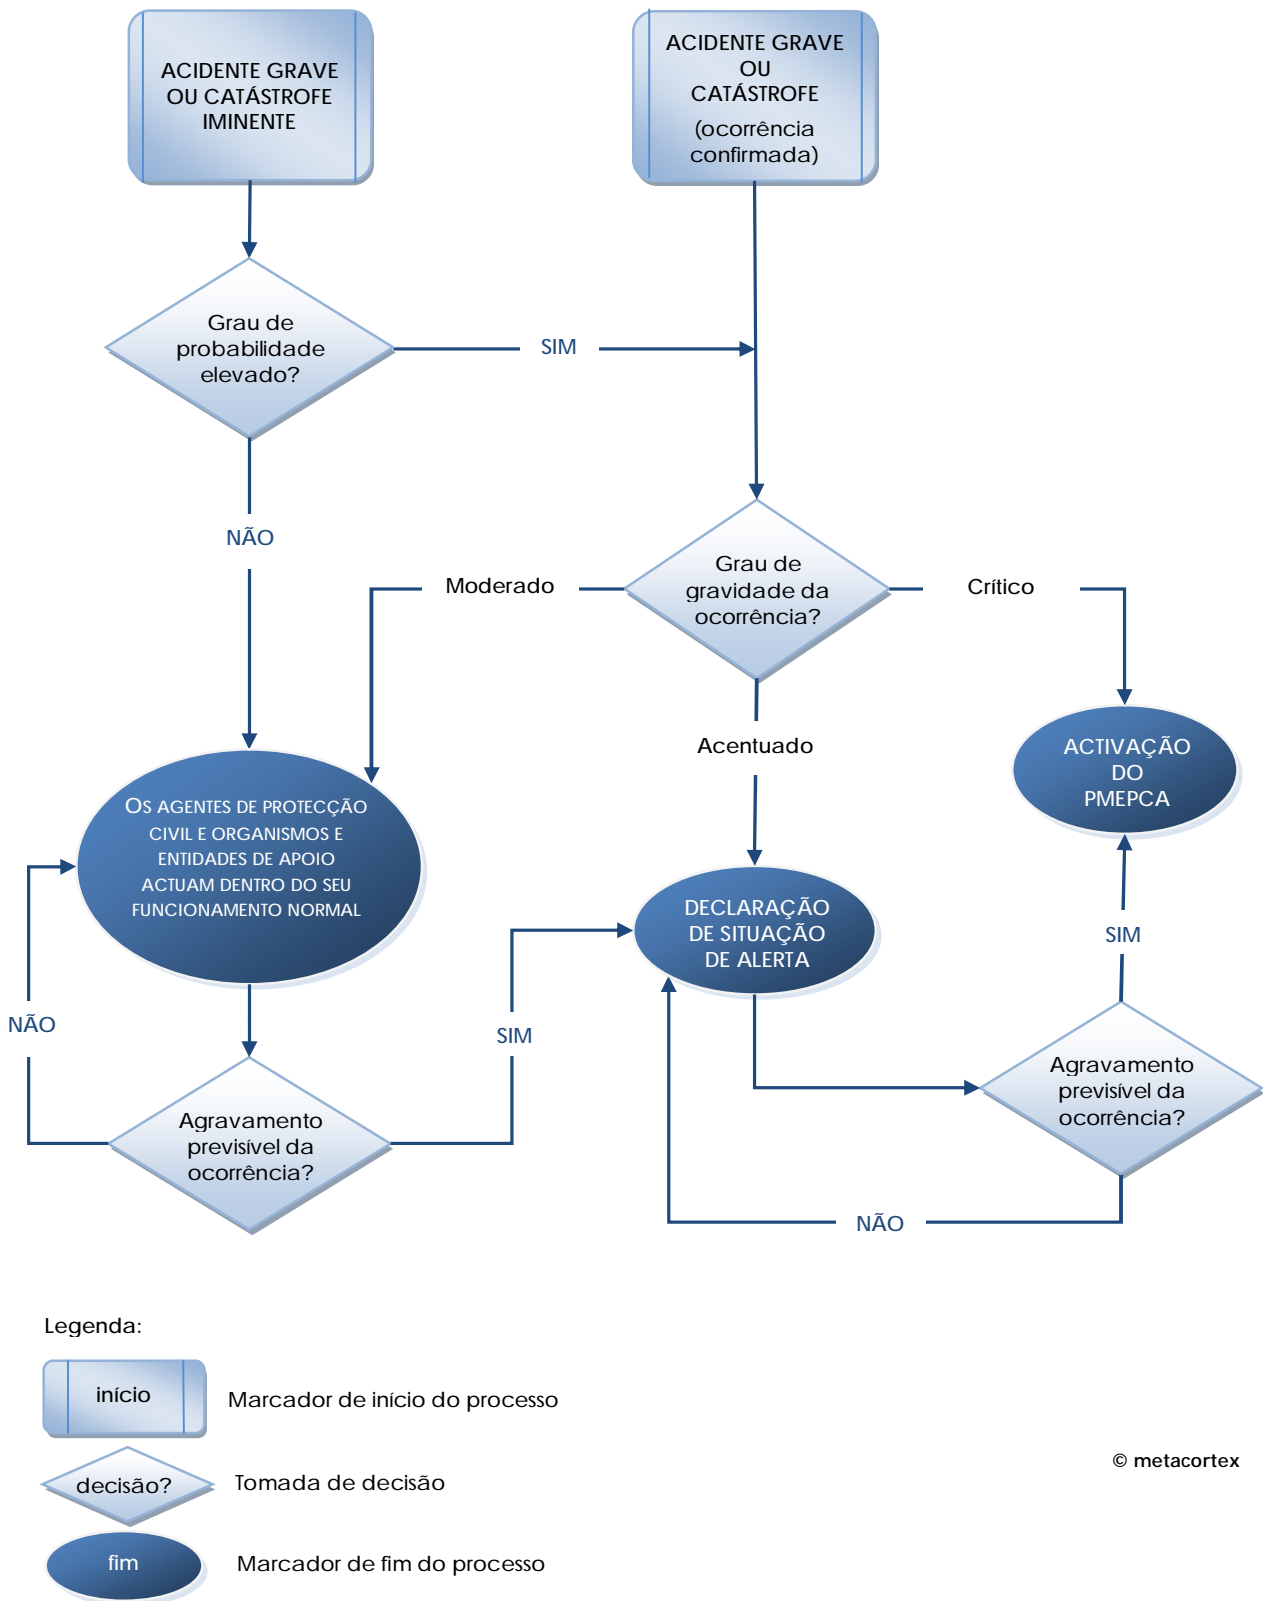 ACIDENTE GRAVE
OU CATÁSTROFE
IMINENTE
ACIDENTE GRAVE
OU
CATÁSTROFE
(ocorrência
confirmada)
Grau de
probabilidade
elevado?
SIM
NÃO
Grau de
gravidade da
ocorrência?
Moderado
Crítico
Acentuado
ACTIVAÇÃO
DO
PMEPCA
OS AGENTES DE PROTECÇÃO
CIVIL E ORGANISMOS E
ENTIDADES DE APOIO
ACTUAM DENTRO DO SEU
FUNCIONAMENTO NORMAL
DECLARAÇÃO
DE SITUAÇÃO
DE ALERTA
SIM
NÃO
SIM
Agravamento
previsível da
ocorrência?
Agravamento
previsível da
ocorrência?
NÃO
Legenda:
início
Marcador de início do processo
decisão?
Tomada de decisão
© metacortex
fim
Marcador de fim do processo